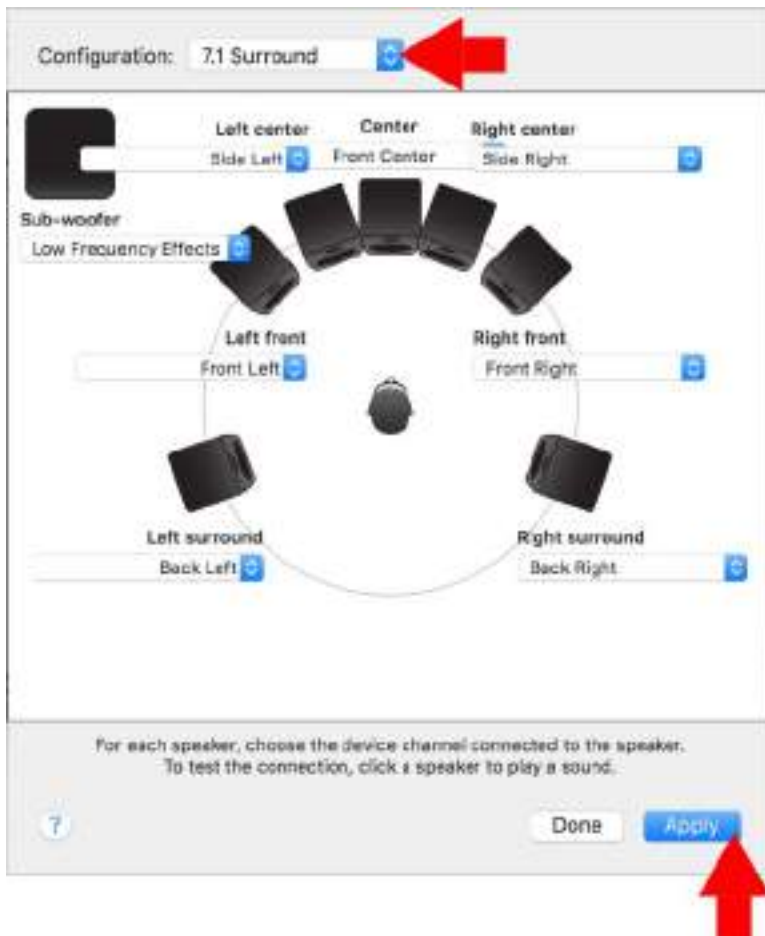 Configuration: 7.1 Surround
Left center Center Right center
Side Left Front Center Side Right
Sub-woofer
Low Frequency Effects
Left front Right front
Front Left Front Right
Left surround Right surround
Back Left Back Right
For each speaker, choose the device channel connected to the speaker.
To test the connection, click a speaker to play a sound.
? Done Apply